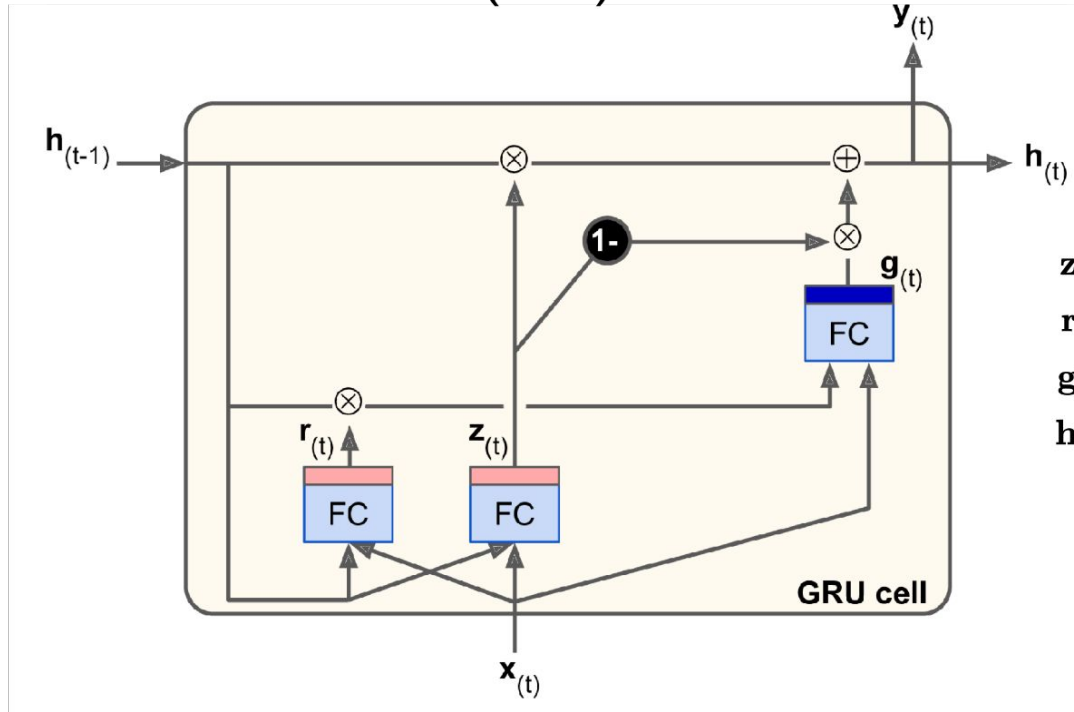 y(t)
h(t-1)
h(t)
1-
g(t)
z
FC
r
g
r(t)
z(t)
h
FC
FC
GRU cell
x(t)